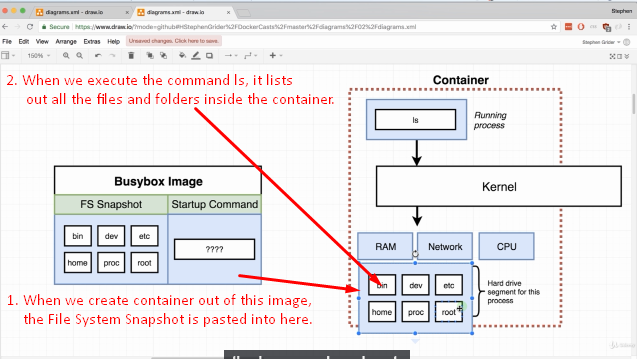 diagrams.xml - draw.io
diagrams.xml - draw.io
Stephen
Secure
https://www.draw.io/?mode=github#HStephenGrider%2FDockerCasts%2Fmaster%2Fdiagrams%2F02%2Fdiagrams.xml
File Edit View Arrange Extras Help
Unsaved changes. Click here to save.
Stephen Grider
150%
2. When we execute the command ls, it lists
out all the files and folders inside the container.
Container
ls
Running
process
Kernel
Busybox Image
FS Snapshot
Startup Command
bin
dev
etc
????
home
proc
root
RAM
Network
CPU
bin
dev
etc
home
proc
root
Hard drive
segment for this
process
1. When we create container out of this image,
the File System Snapshot is pasted into here.